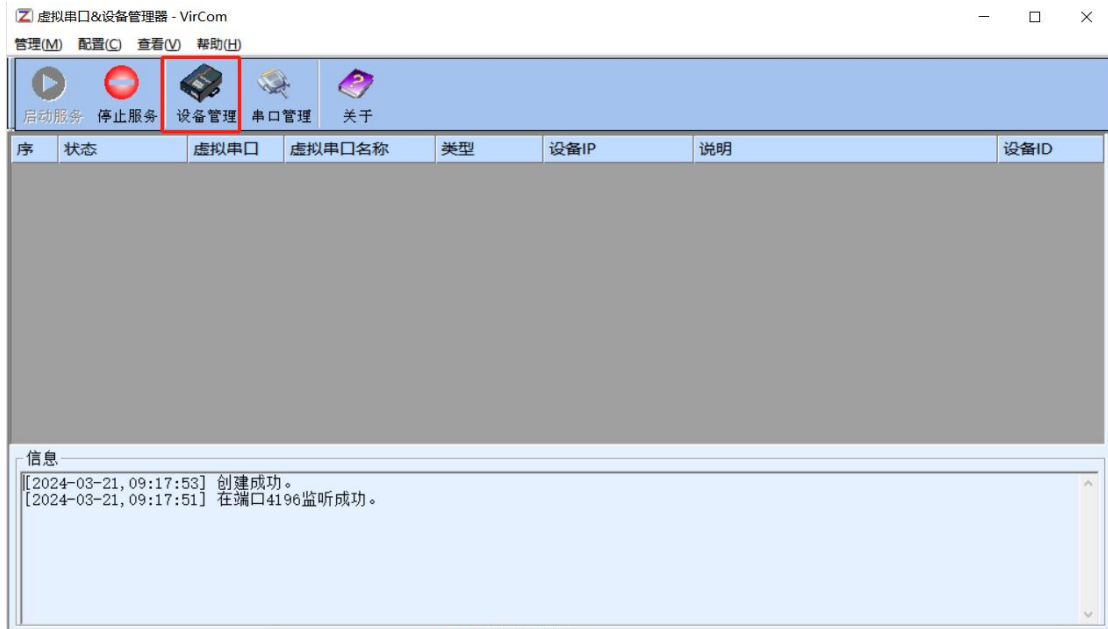 虚拟串口&设备管理器 - VirCom
管理(M) 配置(C) 查看(V) 帮助(H)
启动服务 停止服务 设备管理 串口管理 关于
序 状态 虚拟串口 虚拟串口名称 类型 设备IP 说明 设备ID
信息
[2024-03-21,09:17:53] 创建成功。
[2024-03-21,09:17:51] 在端口4196监听成功。